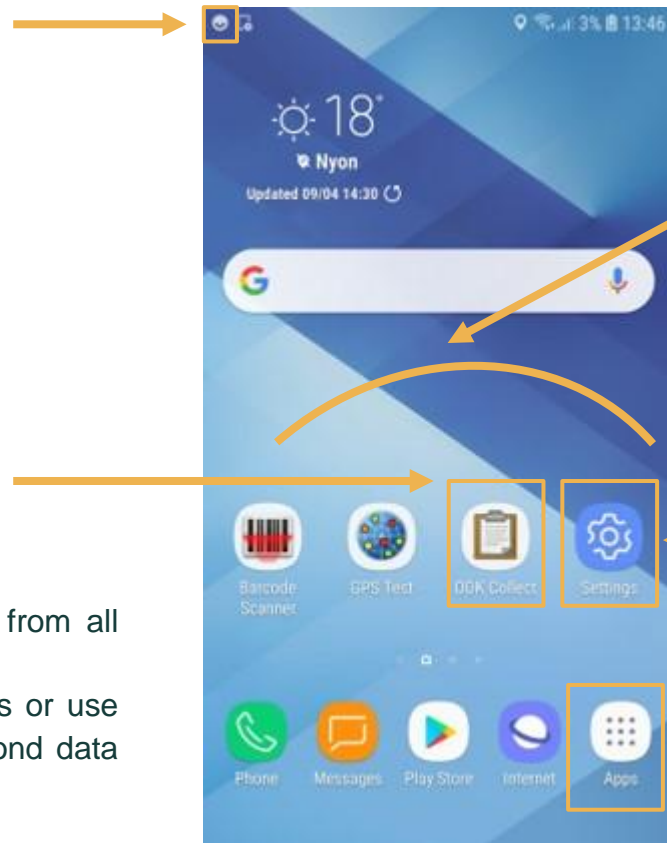 3% 13:46
18°
Nyon
Updated 09/04 14:30
G
Barcode
Scanner
GPS Test
ODK Collect
Settings
from all
s or use
ond data
Phone
Messages
Play Store
Internet
Apps